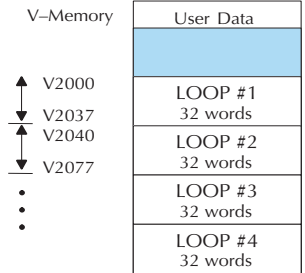 V–Memory User Data
V2000
LOOP #1
V2037 32 words
V2040
LOOP #2
V2077 32 words
LOOP #3
32 words
LOOP #4
32 words